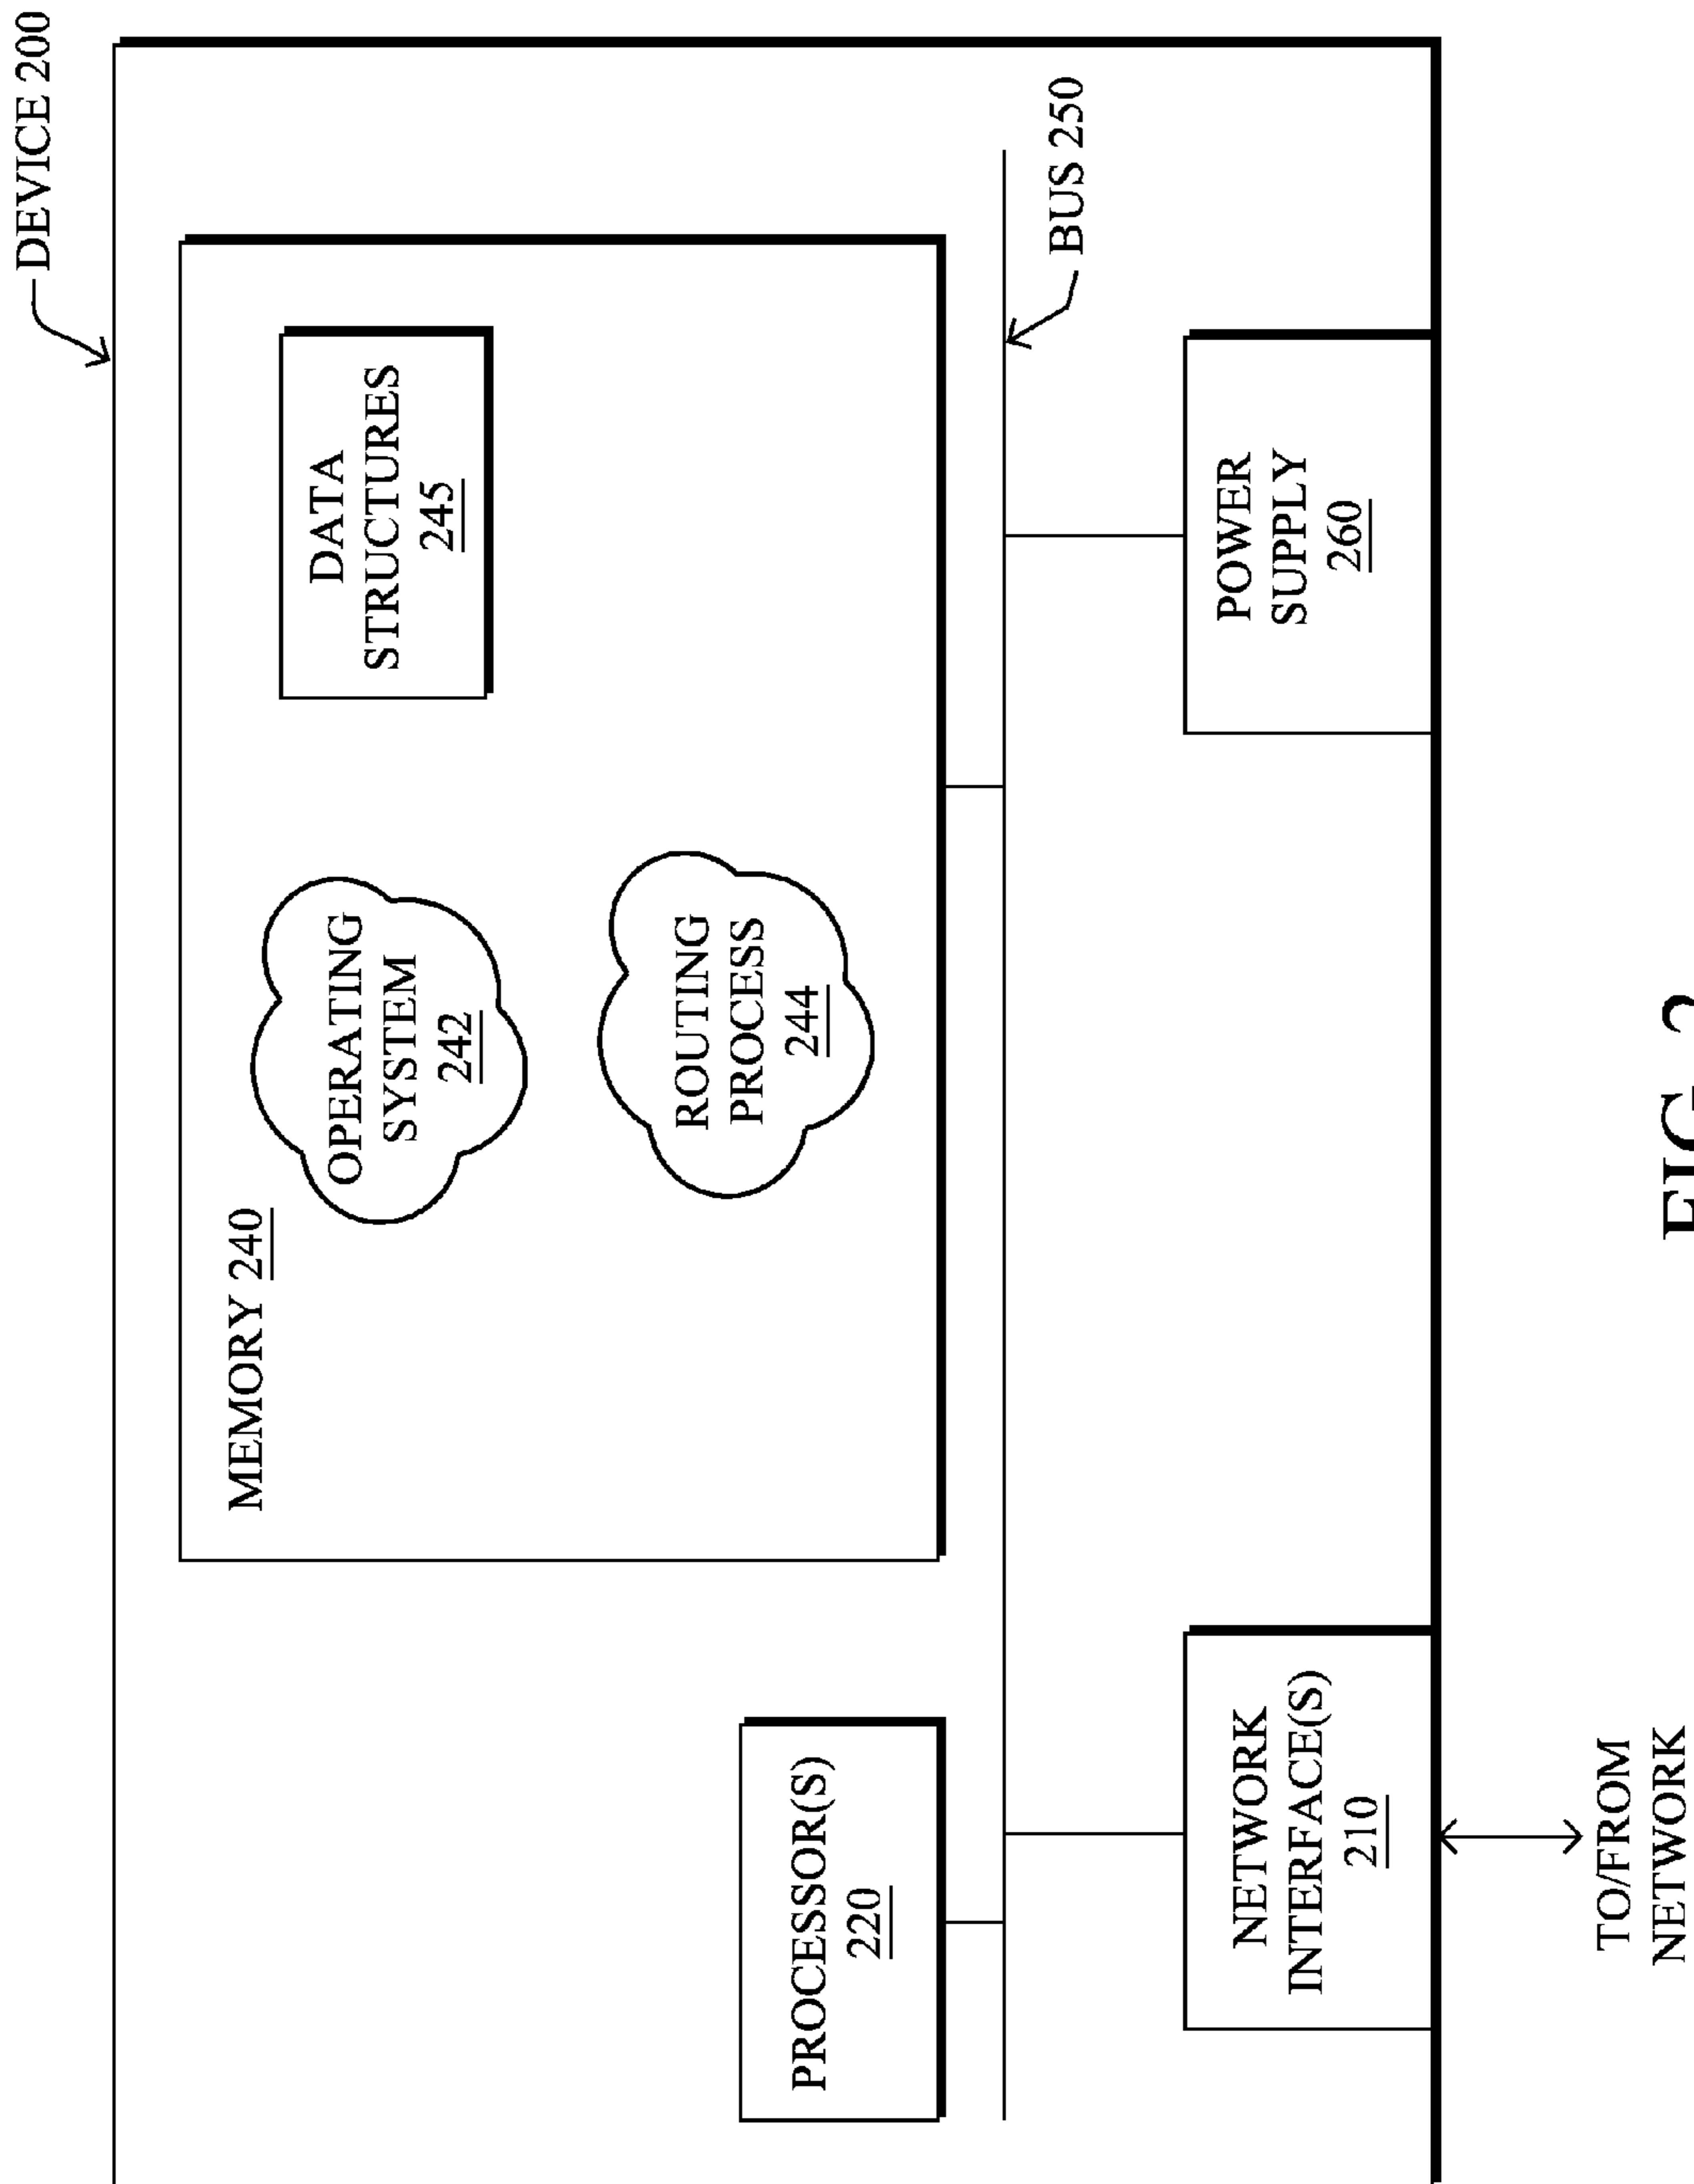 DEVICE 200
MEMORY 240
OPERATING
SYSTEM
242
DATA
STRUCTURES
245
ROUTING
PROCESS
244
PROCESSOR(S)
220
BUS 250
NETWORK
INTERFACE(S)
210
POWER
SUPPLY
260
TO/FROM
NETWORK